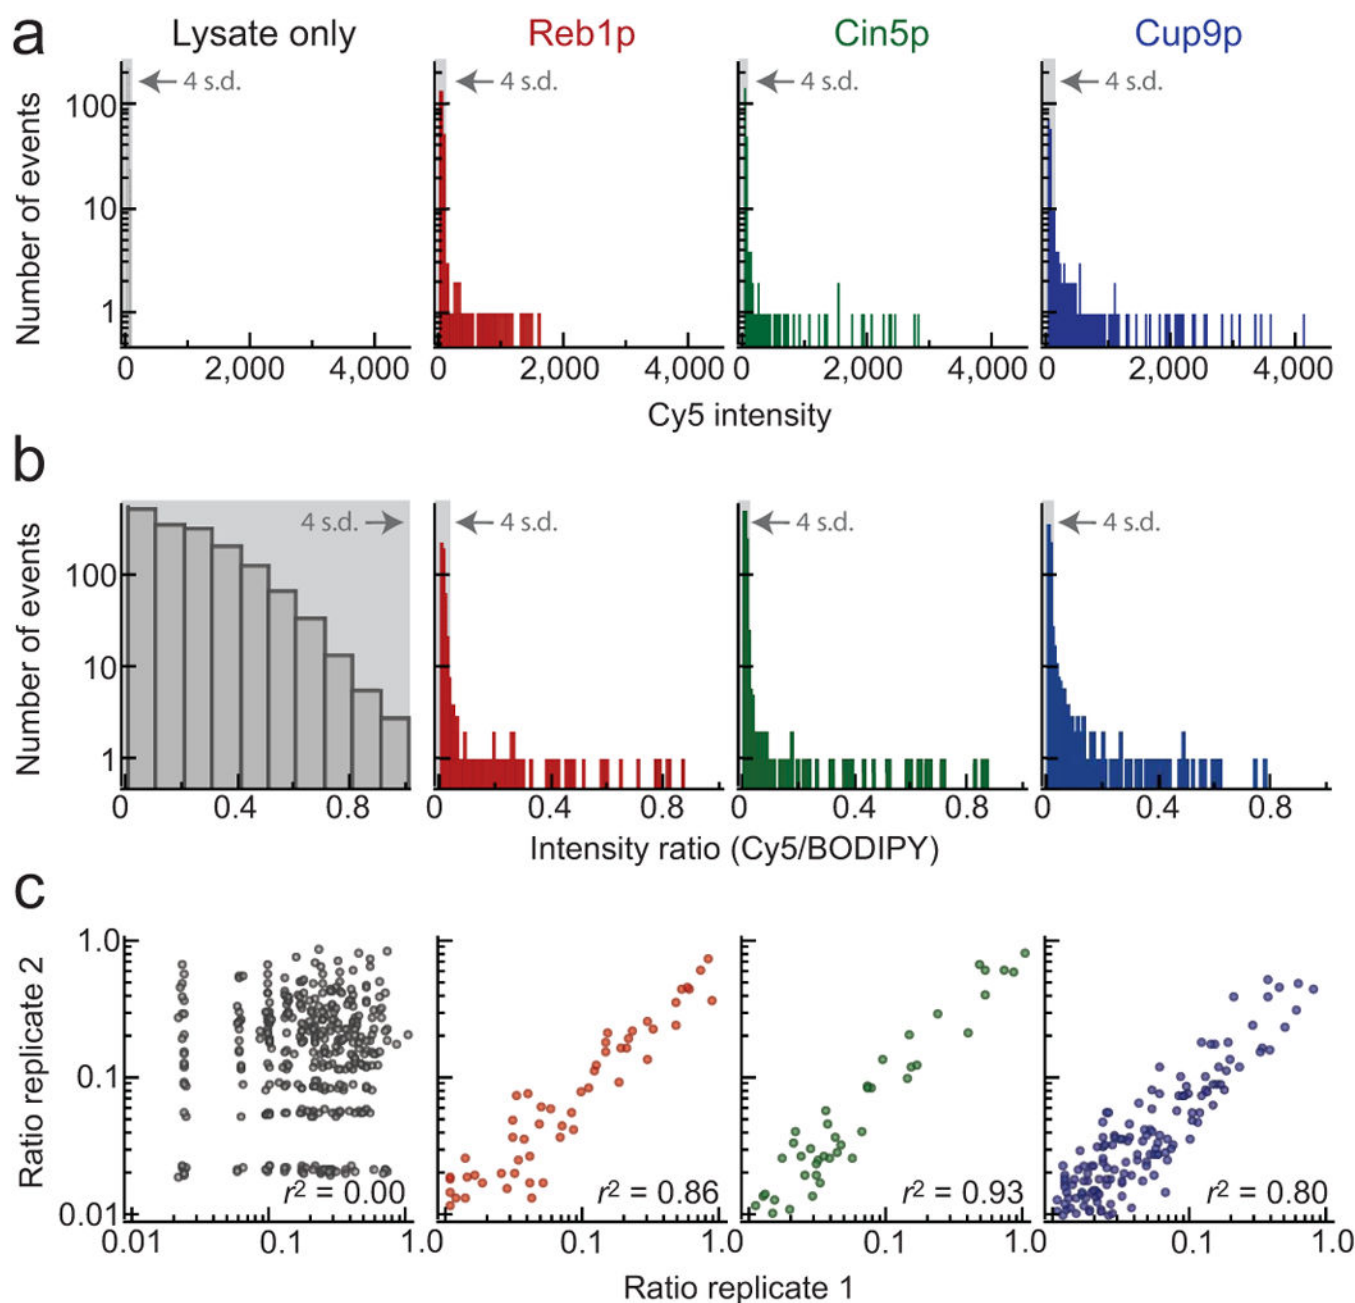 a
Lysate only Reb1p Cin5p Cup9p
4 s.d. 4 s.d. 4 s.d. 4 s.d.
Number of events
100
10
1
0 2,000 4,000 0 2,000 4,000 0 2,000 4,000 0 2,000 4,000
Cy5 intensity
b
4 s.d. 4 s.d. 4 s.d. 4 s.d.
Number of events
100
10
1
0 0.4 0.8 0 0.4 0.8 0 0.4 0.8 0 0.4 0.8
Intensity ratio (Cy5/BODIPY)
c
Ratio replicate 2
1.0
0.1
0.01
r² = 0.00 r² = 0.86 r² = 0.93 r² = 0.80
0.01 0.1 1. 0.1 1.0 0.1 1.0 0.1 1.0
Ratio replicate 1